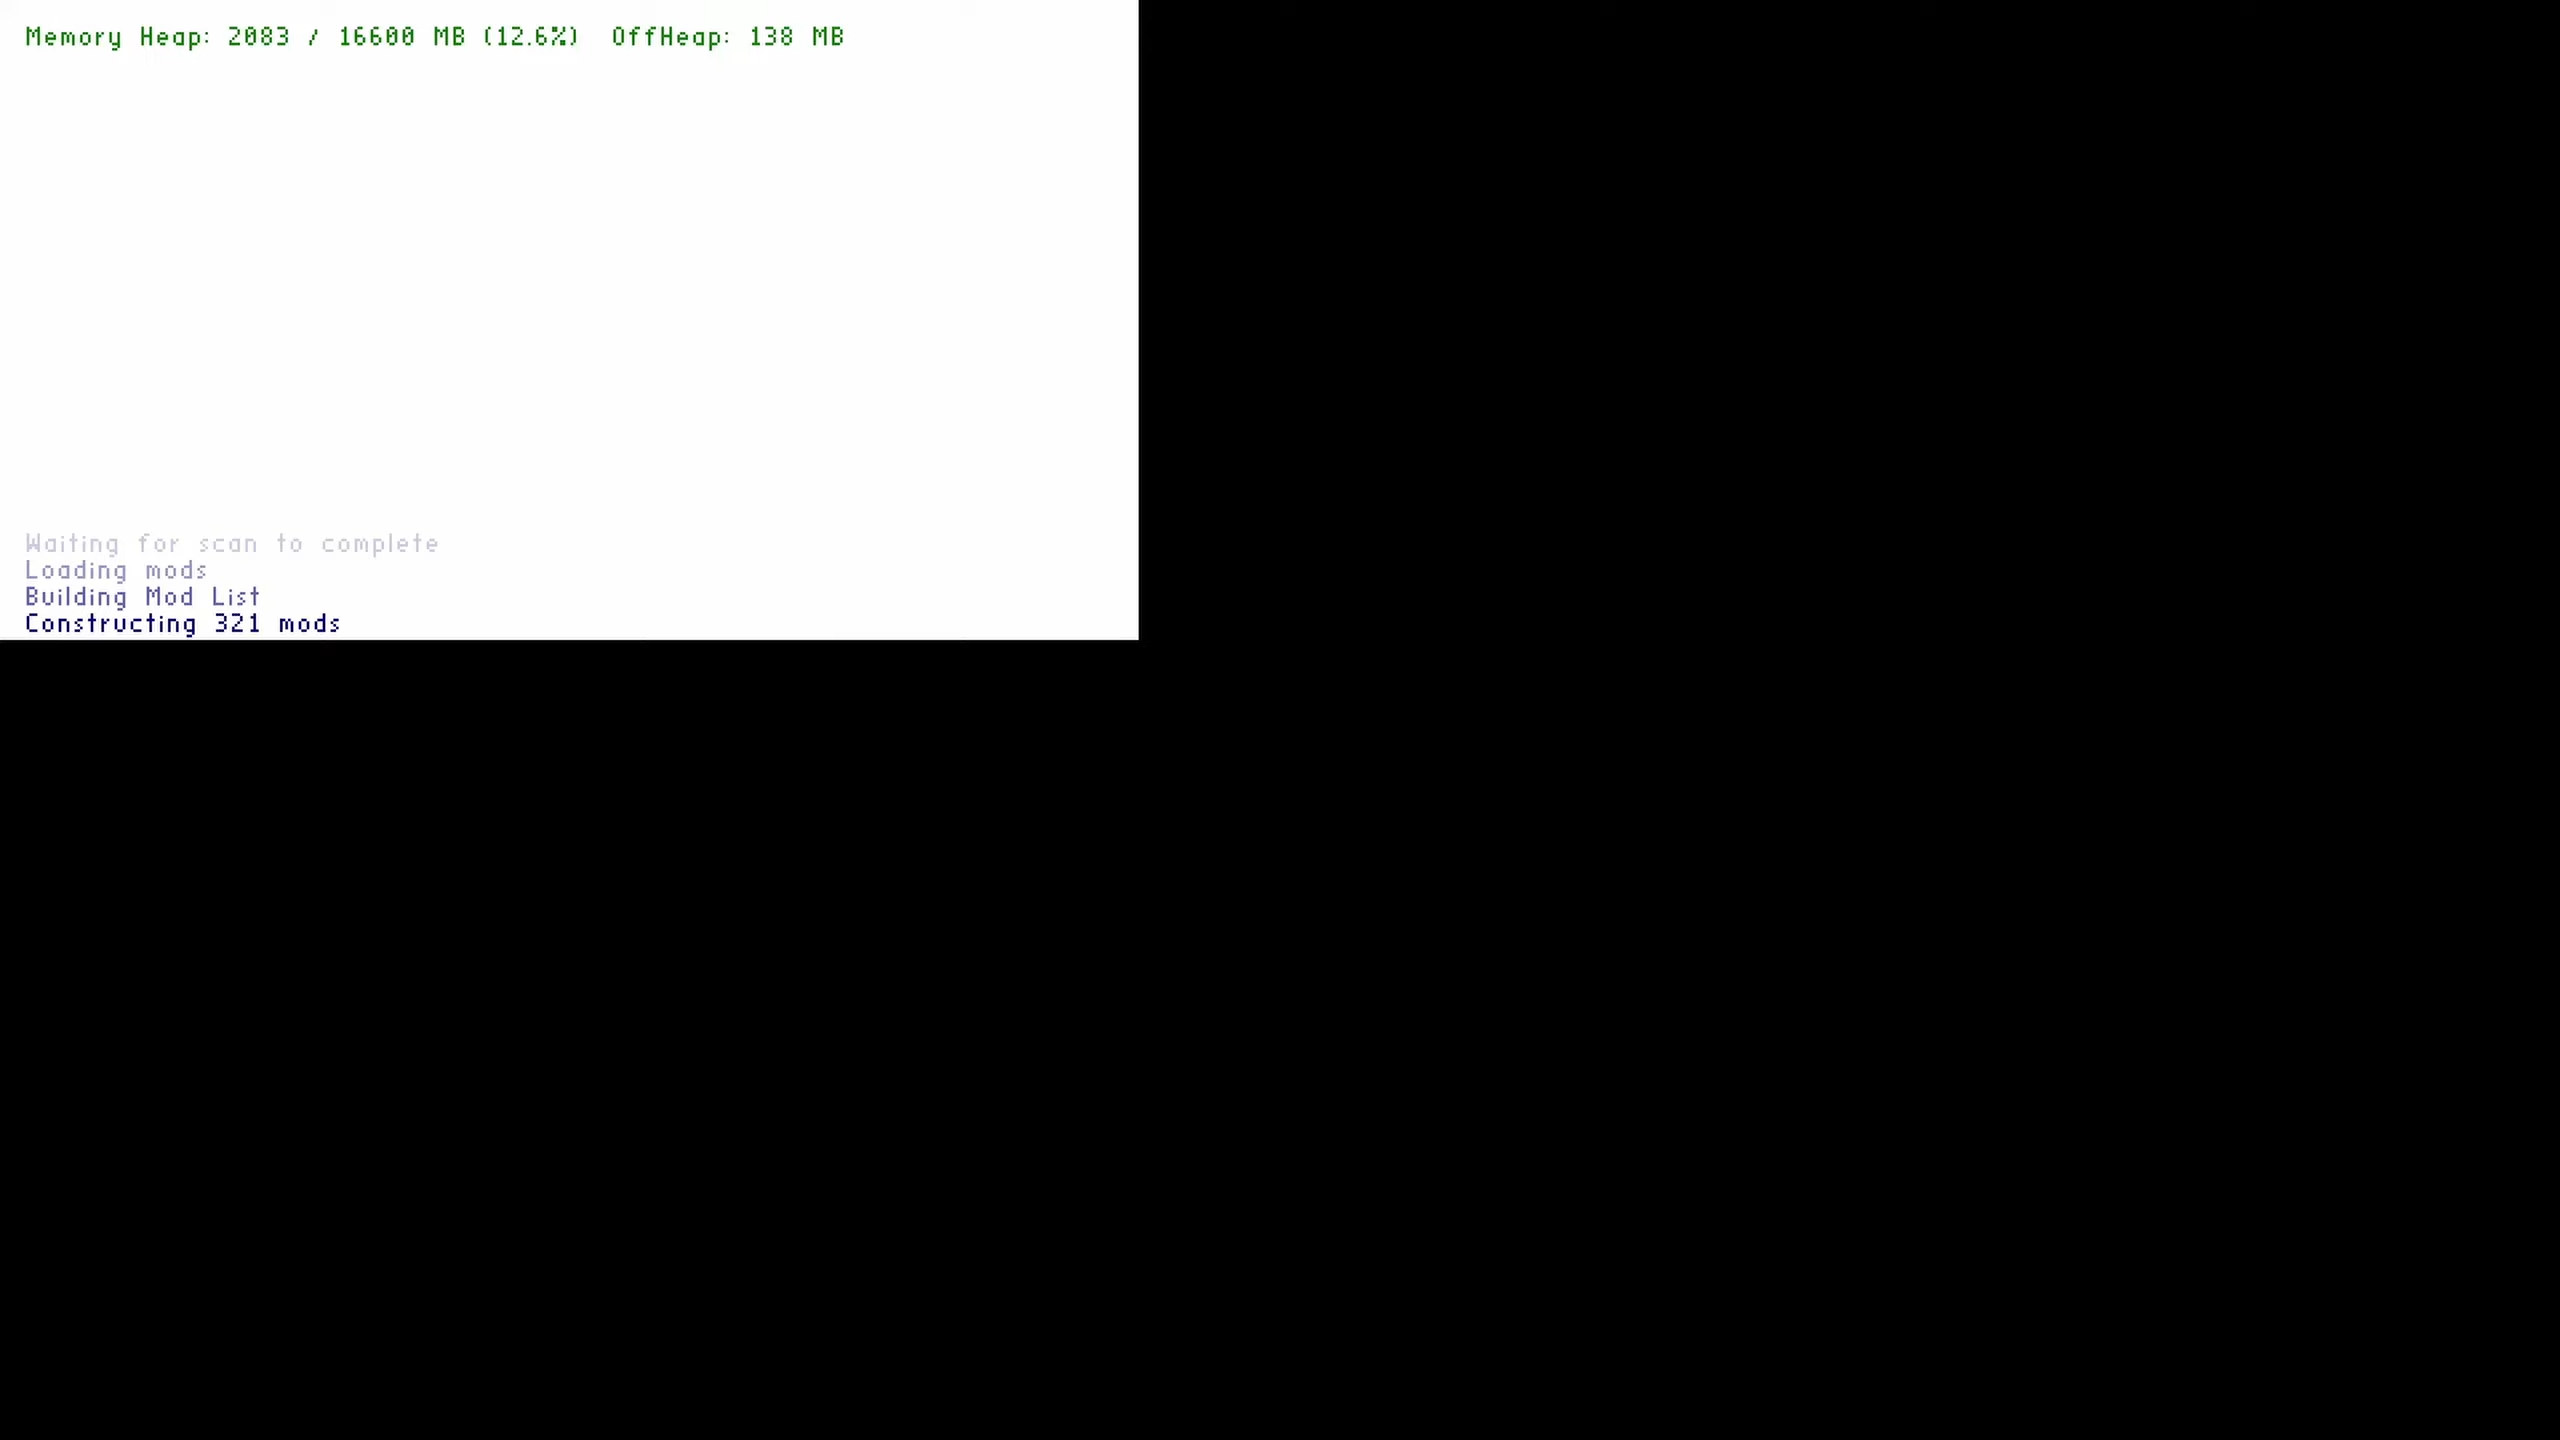 Memory Heap: 2083 / 16600 MB (12.6%)  OffHeap: 138 MB
Waiting for scan to complete
Loading mods
Building Mod List
Constructing 321 mods